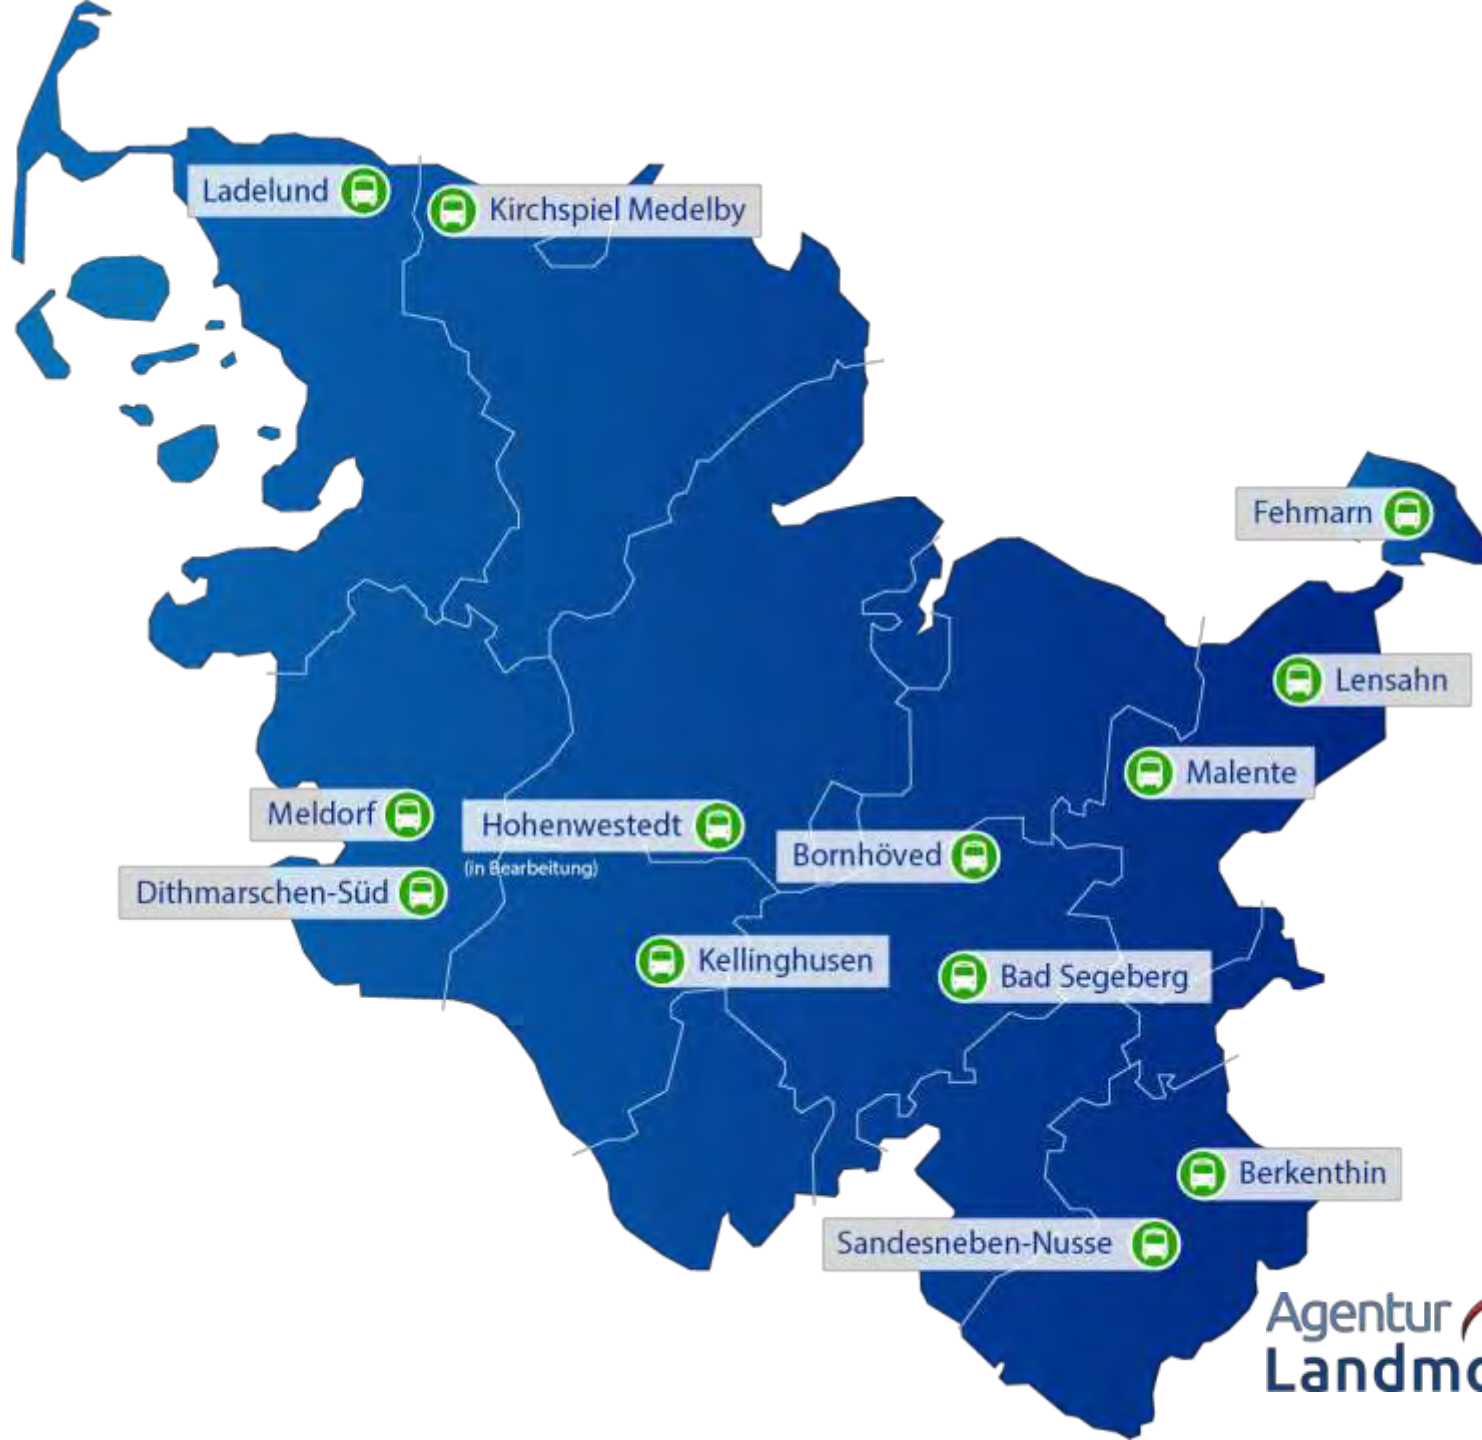 Ladelund
Kirchspiel Medelby
Fehmarn
Lensahn
Malente
Meldorf
Hohenwestedt
(in Bearbeitung)
Bornhöved
Dithmarschen-Süd
Kellinghusen
Bad Segeberg
Berkenthin
Sandesneben-Nusse
Agentur